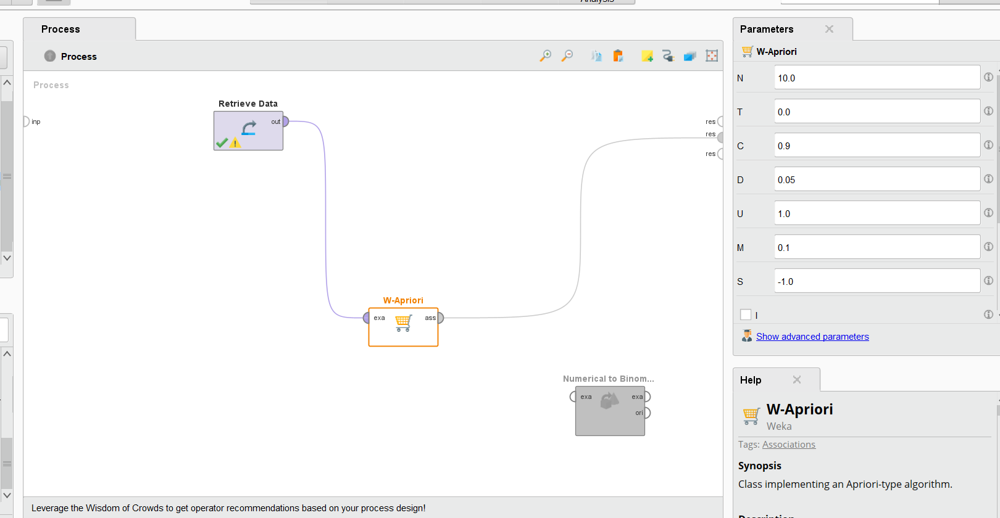 Analysis
Process
Process
Process
Retrieve Data
out
inp
res
res
res
W-Apriori
exa
ass
Numerical to Binom...
exa
exa
ori
Leverage the Wisdom of Crowds to get operator recommendations based on your process design!
Parameters
W-Apriori
N
10.0
T
0.0
C
0.9
D
0.05
U
1.0
M
0.1
S
-1.0
I
Show advanced parameters
Help
W-Apriori
Weka
Tags: Associations
Synopsis
Class implementing an Apriori-type algorithm.